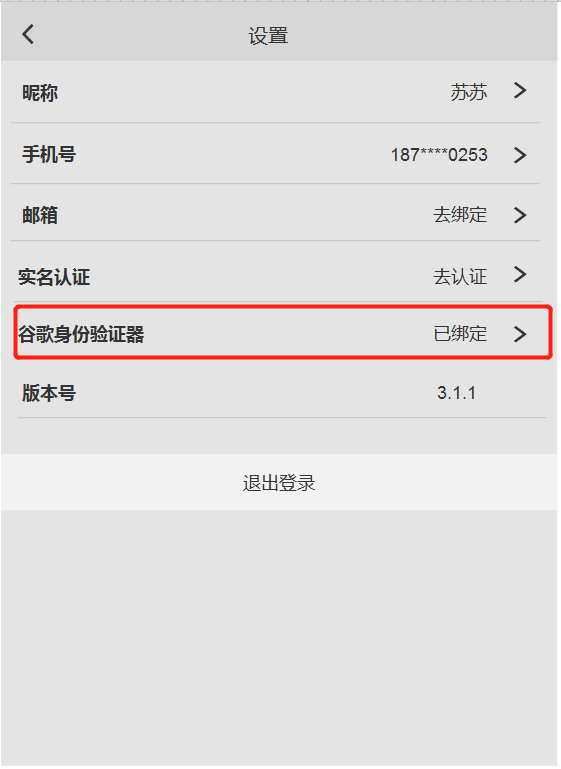 设置
昵称 苏苏
手机号 187****0253
邮箱 去绑定
实名认证 去认证
谷歌身份验证器 已绑定
版本号 3.1.1
退出登录